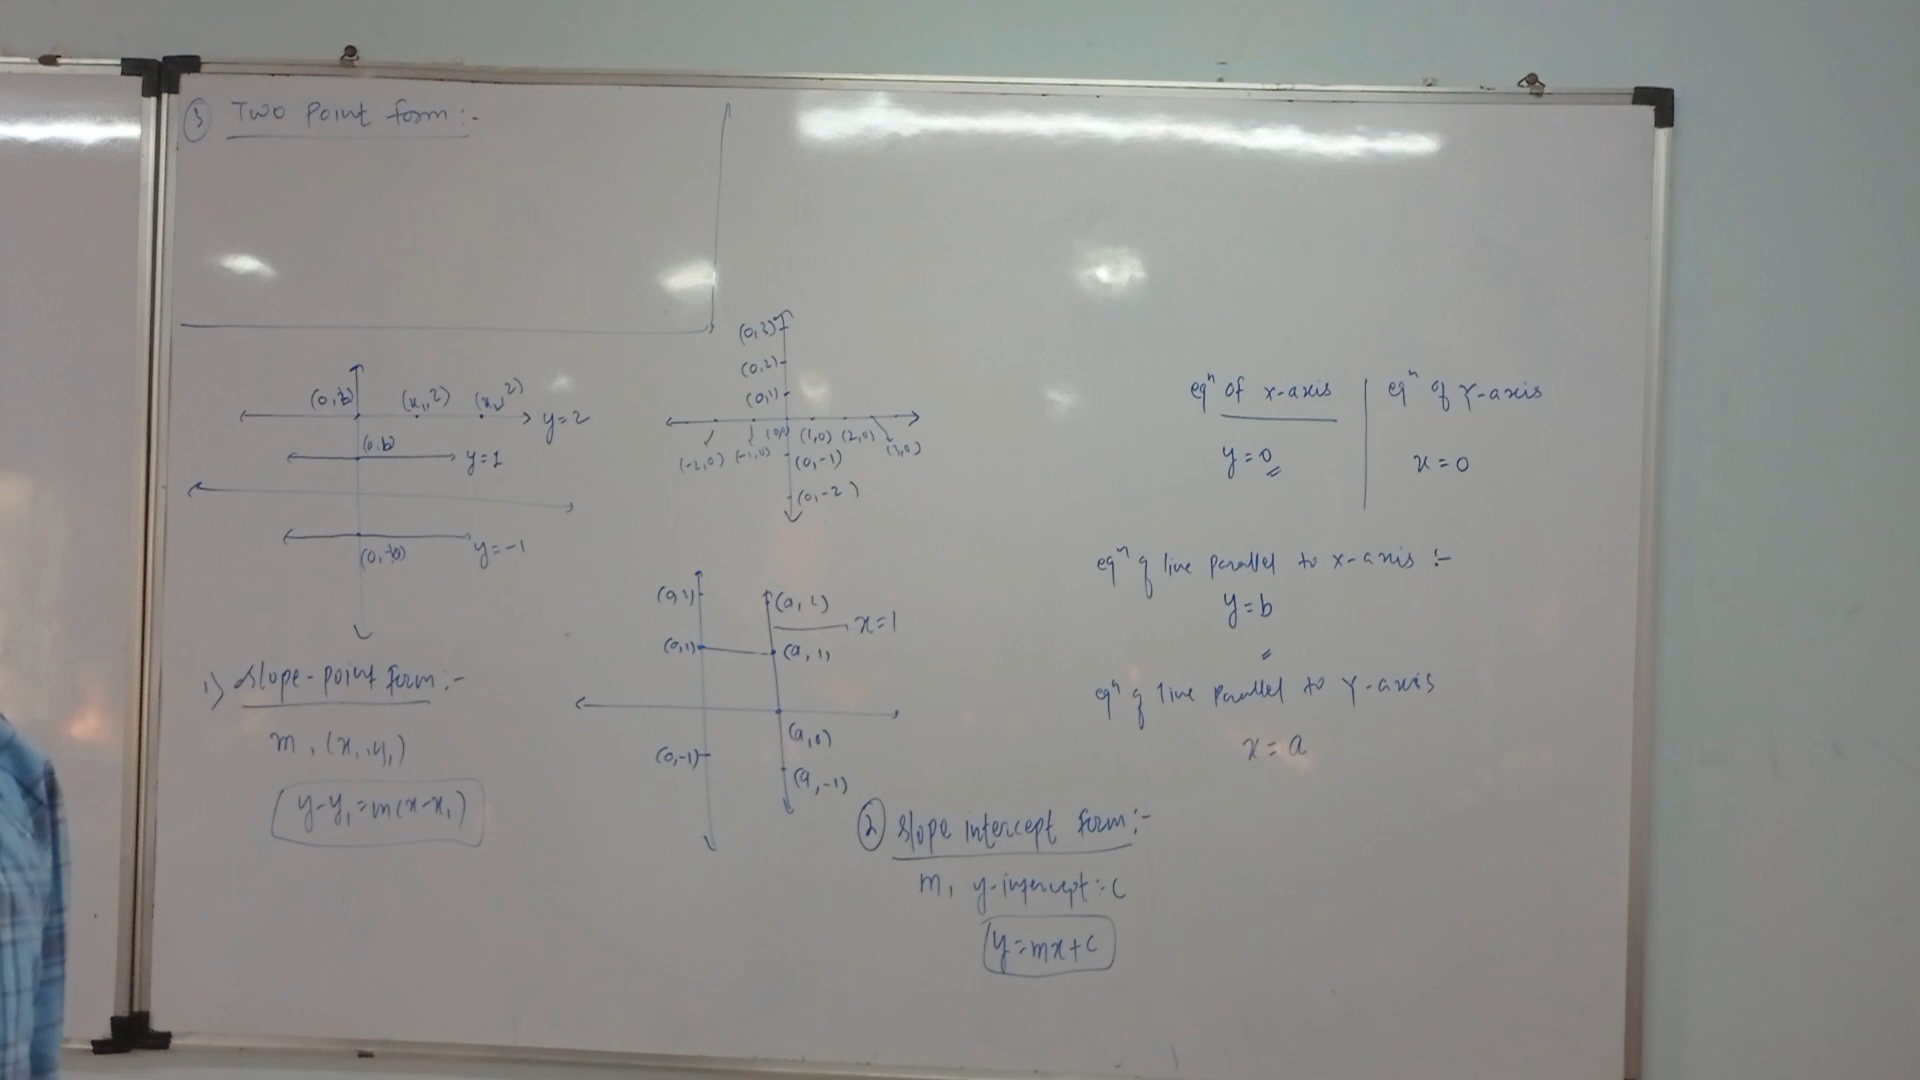 ③ Two Point form :-
(0,b) (x₁,2) (x₂,2) y=2
(0,b) y=1
(0,-b) y=-1
1) Slope-point form :-
m, (x₁,y₁)
y-y₁=m(x-x₁)
(0,3)
(0,2)
(0,1)
(-2,0) (-1,0) (0,0) (1,0) (2,0) (3,0)
(0,-1)
(0,-2)
(0,2) (a,2)
x=1
(0,1) (a,1)
(a,0)
(0,-1) (a,-1)
② Slope intercept form :-
m, y-intercept :- c
y=mx+c
eqⁿ of x-axis
y=0
eqⁿ of Y-axis
x=0
eqⁿ of line parallel to x-axis :-
y=b
eqⁿ of line parallel to Y-axis
x=a